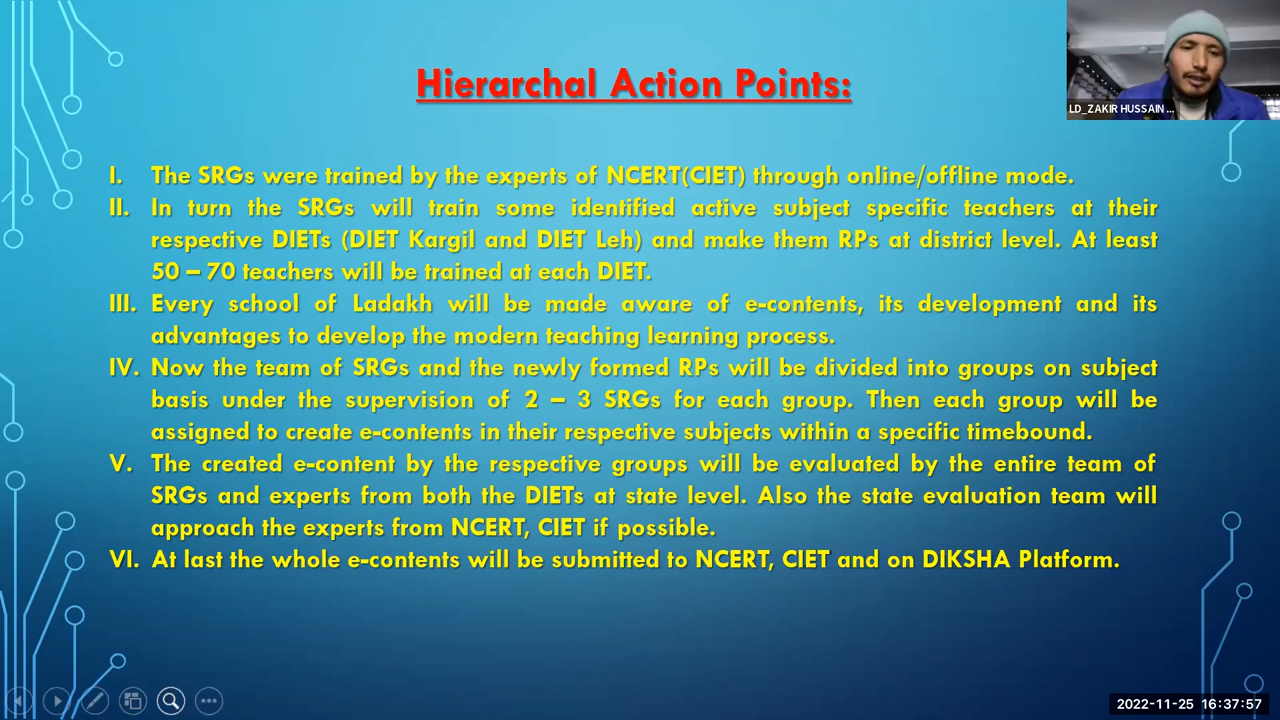 Hierarchal Action Points:
LD_ZAKIR HUSSAIN ...
I. The SRGs were trained by the experts of NCERT(CIET) through online/offline mode.
II. In turn the SRGs will train some identified active subject specific teachers at their
respective DIETs (DIET Kargil and DIET Leh) and make them RPs at district level. At least
50 – 70 teachers will be trained at each DIET.
III. Every school of Ladakh will be made aware of e-contents, its development and its
advantages to develop the modern teaching learning process.
IV. Now the team of SRGs and the newly formed RPs will be divided into groups on subject
basis under the supervision of 2 – 3 SRGs for each group. Then each group will be
assigned to create e-contents in their respective subjects within a specific timebound.
V. The created e-content by the respective groups will be evaluated by the entire team of
SRGs and experts from both the DIETs at state level. Also the state evaluation team will
approach the experts from NCERT, CIET if possible.
VI. At last the whole e-contents will be submitted to NCERT, CIET and on DIKSHA Platform.
2022-11-25 16:37:57